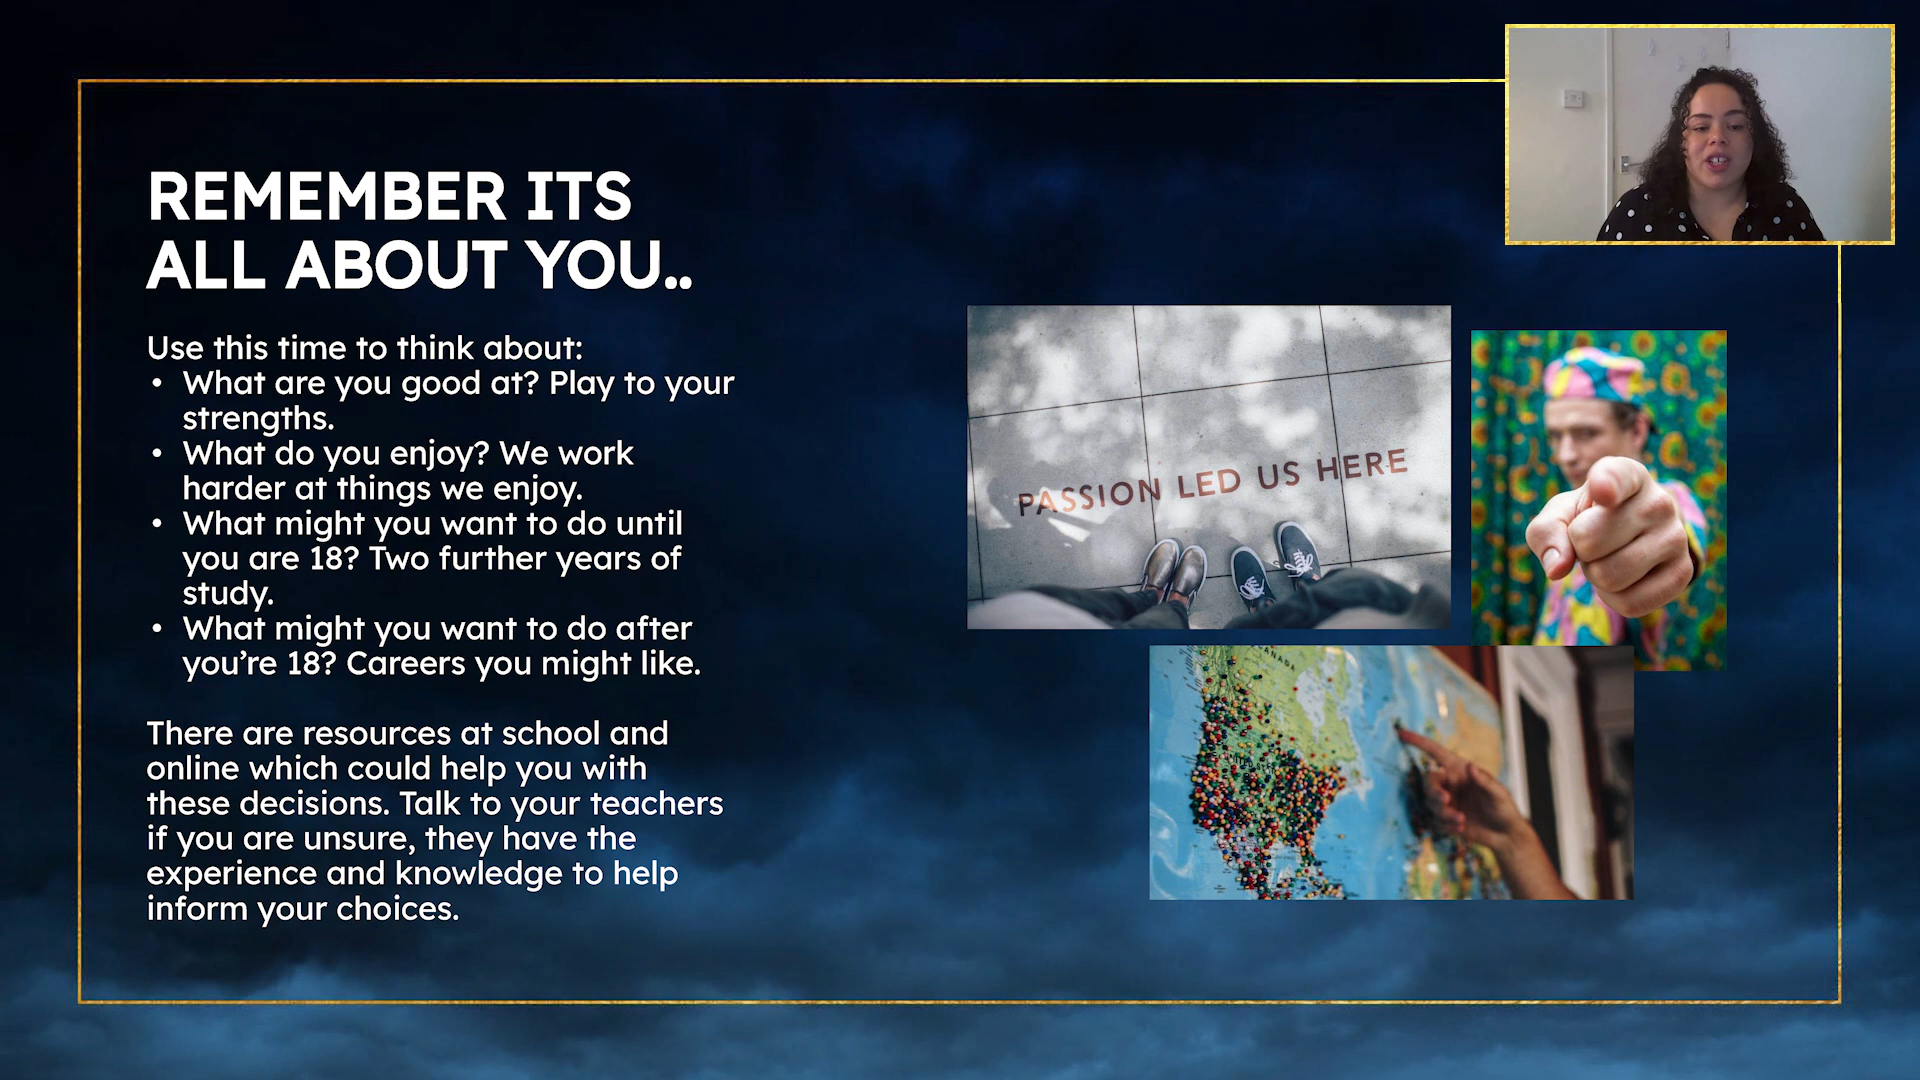 REMEMBER ITS
ALL ABOUT YOU..
Use this time to think about:
• What are you good at? Play to your
strengths.
• What do you enjoy? We work
harder at things we enjoy.
• What might you want to do until
you are 18? Two further years of
study.
• What might you want to do after
you’re 18? Careers you might like.
There are resources at school and
online which could help you with
these decisions. Talk to your teachers
if you are unsure, they have the
experience and knowledge to help
inform your choices.
PASSION LED US HERE
CANADA